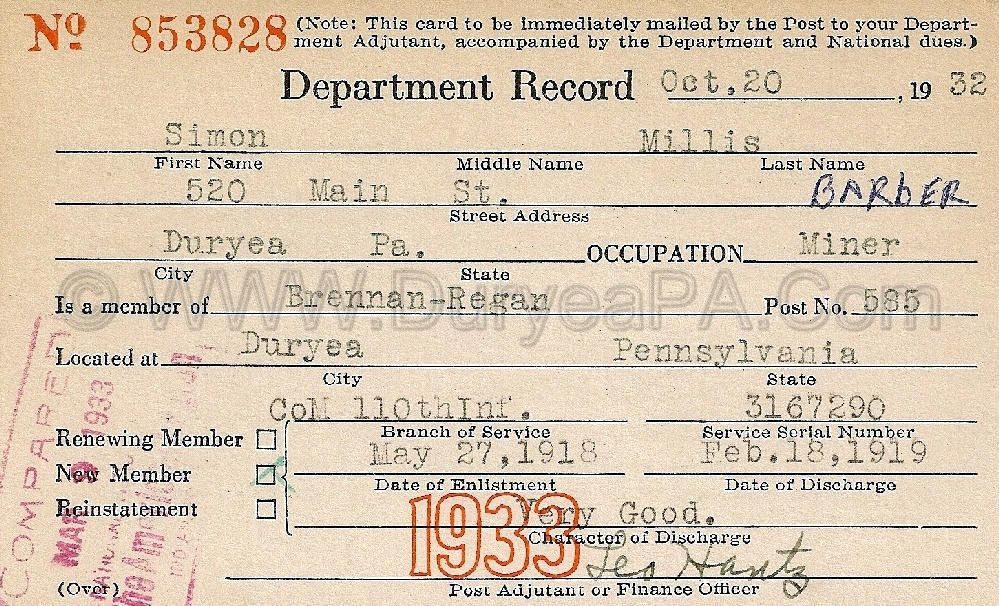 Nº 853828 (Note: This card to be immediately mailed by the Post to your Depart-
ment Adjutant, accompanied by the Department and National dues.)
Department Record Oct.20, 1932
Simon Millis
First Name Middle Name Last Name
520 Main St. BARbER
Street Address
Duryea Pa. OCCUPATION Miner
City State
© WWW.DuryeaPA.Com
Is a member of Brennan-Regan Post No. 585
Located at Duryea Pennsylvania
City State
CoM 110thInf. 3167290
Renewing Member Branch of Service Service Serial Number
May 27,1918 Feb.18,1919
New Member Date of Enlistment Date of Discharge
Reinstatement 1933 Very Good.
Character of Discharge
Leo Hantz
(Over) Post Adjutant or Finance Officer
COMPARED
MAR 9 1933